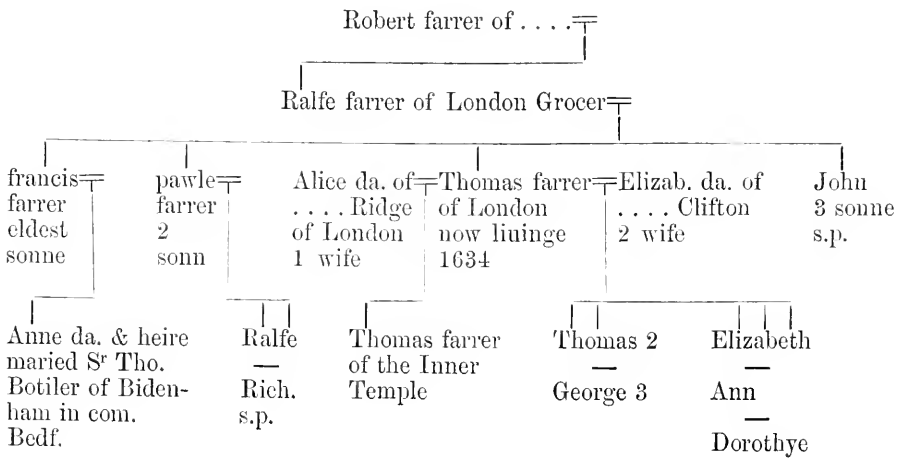 Robert farrer of . . . .
Ralfe farrer of London Grocer
francis
farrer
eldest
sonne
pawle
farrer
2
sonn
Alice da. of
. . . . Ridge
of London
1 wife
Thomas farrer
of London
now liuinge
1634
Elizab. da. of
. . . . Clifton
2 wife
John
3 sonne
s.p.
Anne da. & heire
maried Sr Tho.
Botiler of Biden-
ham in com.
Bedf.
Ralfe
—
Rich.
s.p.
Thomas farrer
of the Inner
Temple
Thomas 2
—
George 3
Elizabeth
—
Ann
—
Dorothye